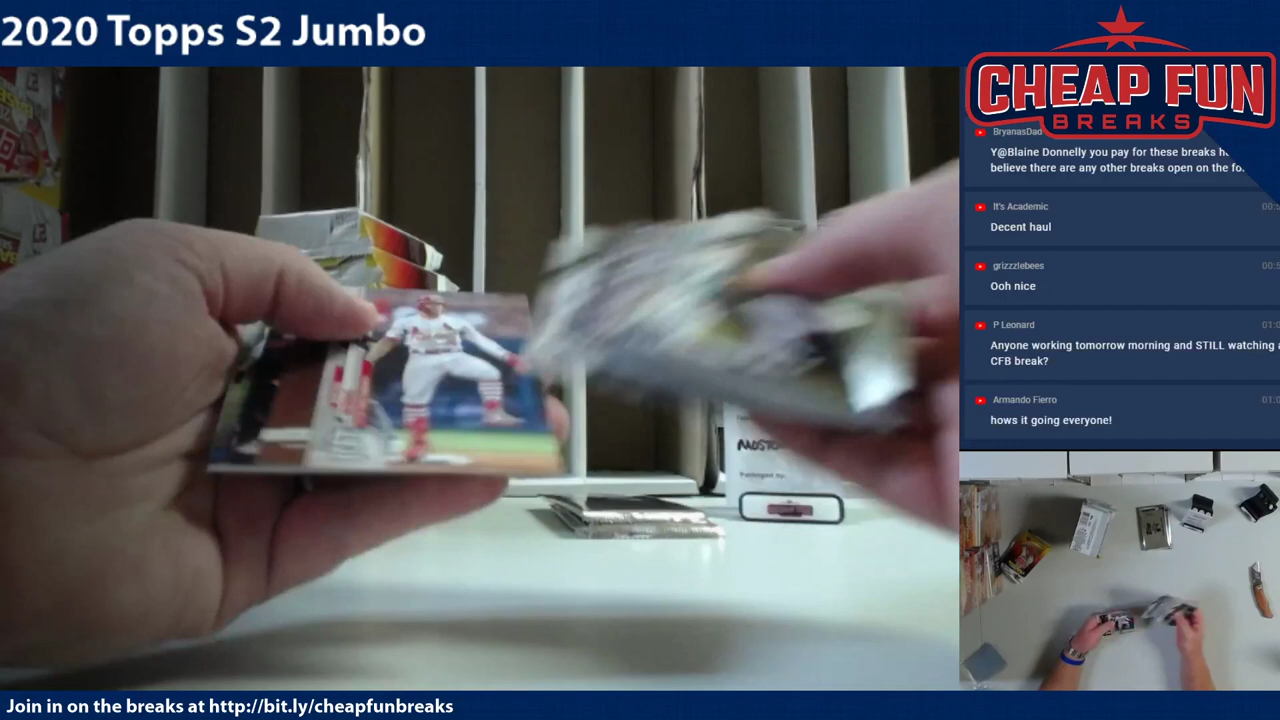 2020 Topps S2 Jumbo
CHEAP FUN
BREAKS
BryanasDad
Y@Blaine Donnelly you pay for these breaks
believe there are any other breaks open on the
It's Academic
Decent haul
grizzzlebees
Ooh nice
P Leonard
Anyone working tomorrow morning and STILL watching
CFB break?
Armando Fierro
hows it going everyone!
Join in on the breaks at http://bit.ly/cheapfunbreaks